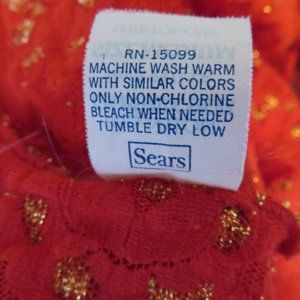 RN-15099
MACHINE WASH WARM
WITH SIMILAR COLORS
ONLY NON-CHLORINE
BLEACH WHEN NEEDED
TUMBLE DRY LOW
Sears